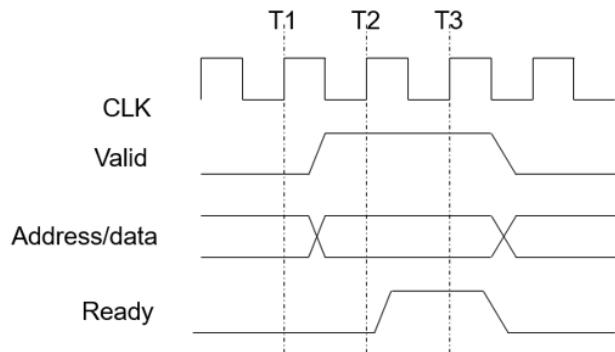 T1 T2 T3
CLK
Valid
Address/data
Ready